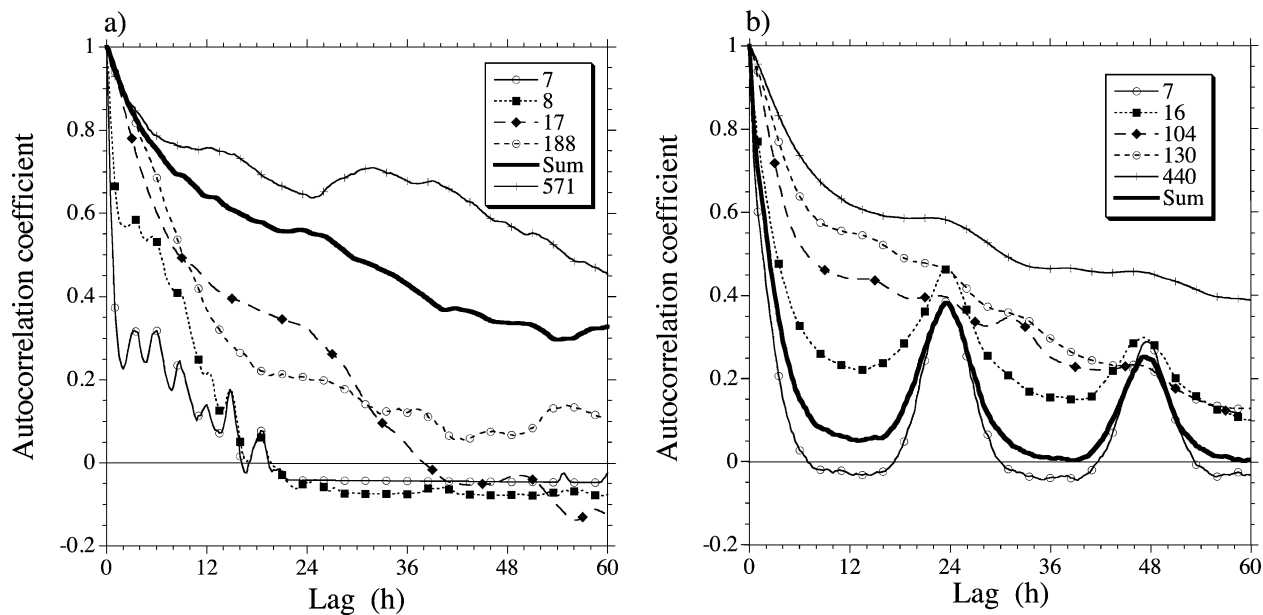 a)
1
0.8
0.6
0.4
0.2
0
-0.2
Autocorrelation coefficient
7
8
17
188
Sum
571
0 12 24 36 48 60
Lag (h)
b)
1
0.8
0.6
0.4
0.2
0
-0.2
Autocorrelation coefficient
7
16
104
130
440
Sum
0 12 24 36 48 60
Lag (h)